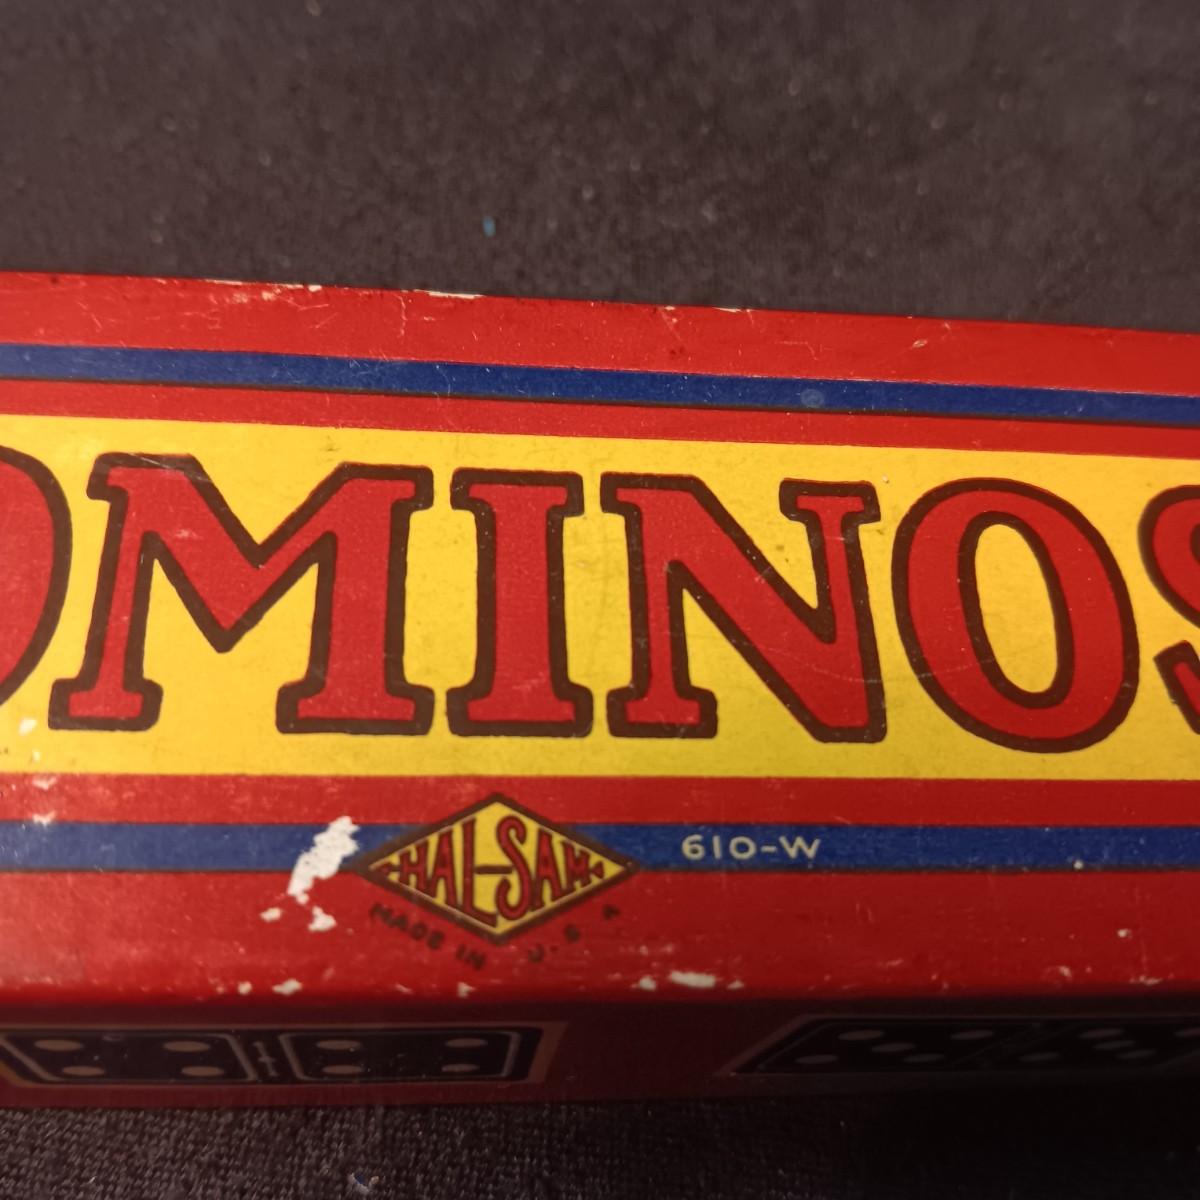 OMINOS
HAL-SAM
610-W
MADE IN U.S.A